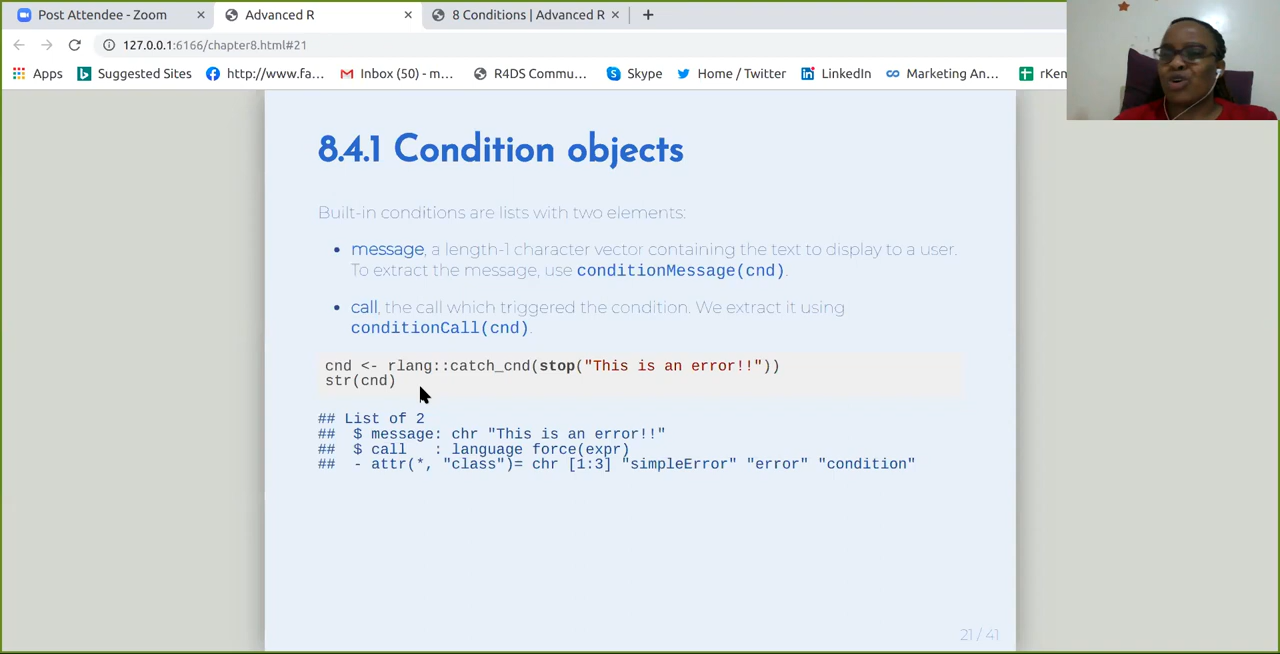 Post Attendee - Zoom
Advanced R
8 Conditions | Advanced R
127.0.0.1:6166/chapter8.html#21
Apps
Suggested Sites
http://www.fa...
Inbox (50) - m...
R4DS Commu...
Skype
Home / Twitter
LinkedIn
Marketing An...
rKem
8.4.1 Condition objects
Built-in conditions are lists with two elements:
message, a length-1 character vector containing the text to display to a user.
To extract the message, use conditionMessage(cnd).
call, the call which triggered the condition. We extract it using
conditionCall(cnd).
cnd <- rlang::catch_cnd(stop("This is an error!!"))
str(cnd)
## List of 2
##  $ message: chr "This is an error!!"
##  $ call   : language force(expr)
##  - attr(*, "class")= chr [1:3] "simpleError" "error" "condition"
21 / 41